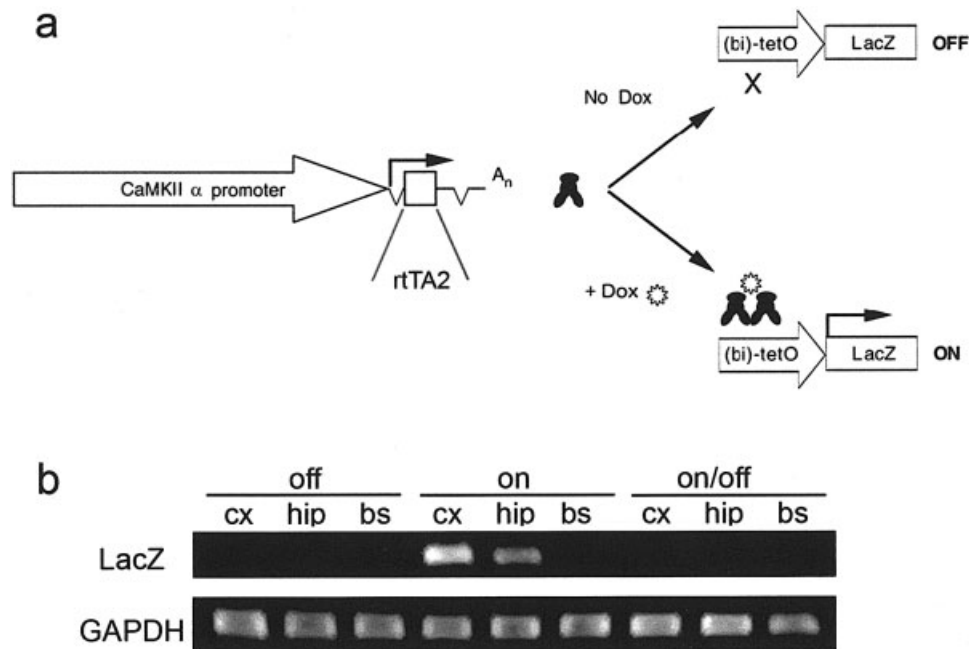 a
(bi)-tetO LacZ OFF
X
No Dox
CaMKII α promoter
An
rtTA2
+ Dox
(bi)-tetO LacZ ON
b
off on on/off
cx hip bs cx hip bs cx hip bs
LacZ
GAPDH